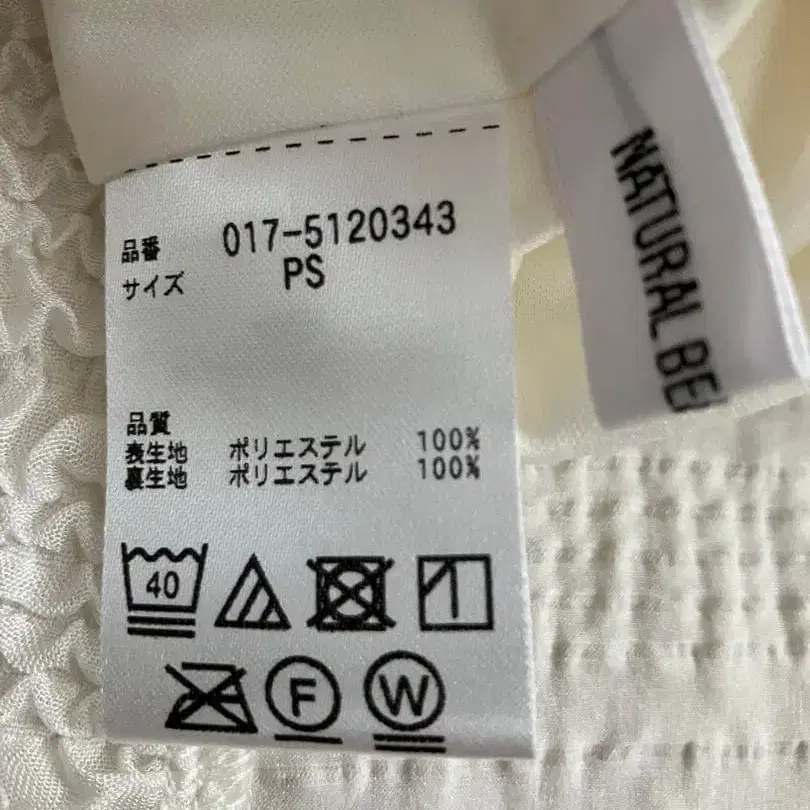 品番 017-5120343
サイズ PS
品質
表生地 ポリエステル 100%
裏生地 ポリエステル 100%
40
F W
NATURAL BE